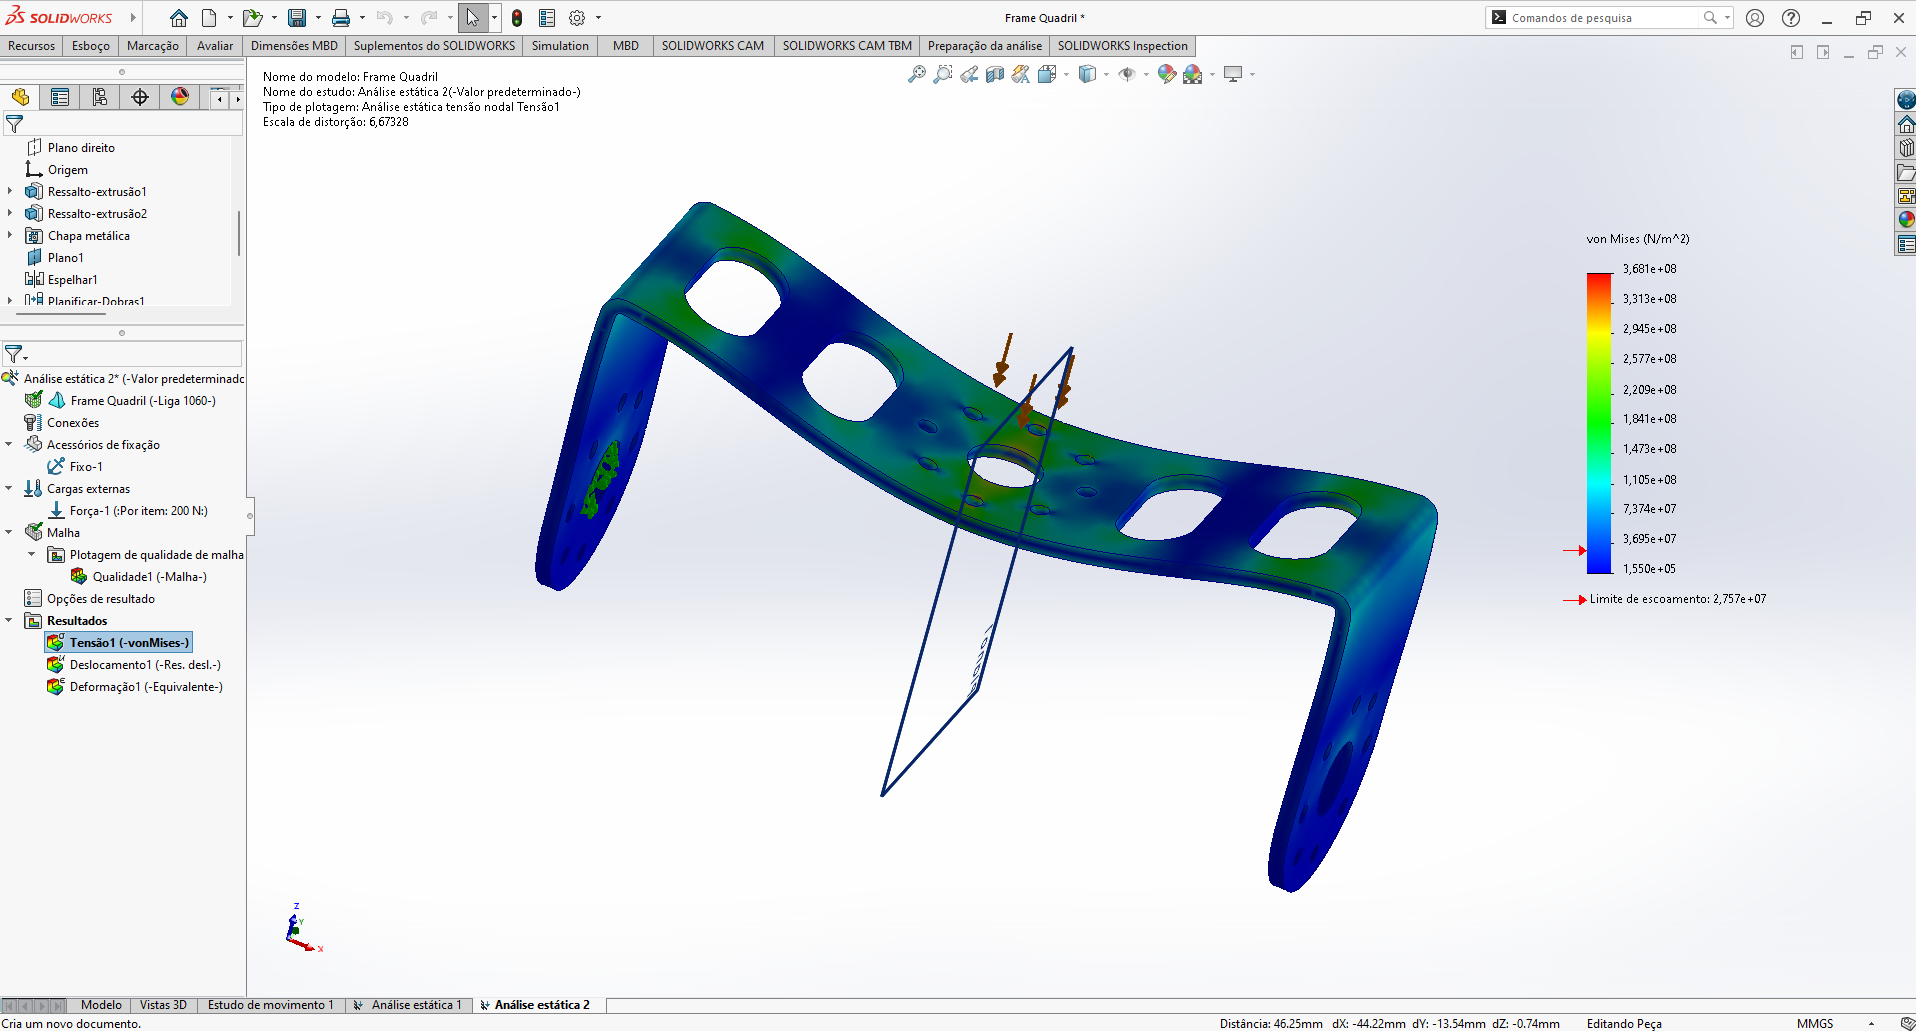 SOLIDWORKS
Frame Quadril *
Comandos de pesquisa
Recursos Esboço Marcação Avaliar Dimensões MBD Suplementos do SOLIDWORKS Simulation MBD SOLIDWORKS CAM SOLIDWORKS CAM TBM Preparação da análise SOLIDWORKS Inspection
Nome do modelo: Frame Quadril
Nome do estudo: Análise estática 2(-Valor predeterminado-)
Tipo de plotagem: Análise estática tensão nodal Tensão1
Escala de distorção: 6,67328
Plano direito
Origem
Ressalto-extrusão1
Ressalto-extrusão2
Chapa metálica
Plano1
Espelhar1
Planificar-Dobras1
Análise estática 2* (-Valor predeterminado
Frame Quadril (-Liga 1060-)
Conexões
Acessórios de fixação
Fixo-1
Cargas externas
Força-1 (:Por item: 200 N:)
Malha
Plotagem de qualidade de malha
Qualidade1 (-Malha-)
Opções de resultado
Resultados
Tensão1 (-vonMises-)
Deslocamento1 (-Res. desl.-)
Deformação1 (-Equivalente-)
von Mises (N/m^2)
3,681e+08
3,313e+08
2,945e+08
2,577e+08
2,209e+08
1,841e+08
1,473e+08
1,105e+08
7,374e+07
3,695e+07
1,550e+05
Limite de escoamento: 2,757e+07
Plano1
Z
Y
X
Modelo Vistas 3D Estudo de movimento 1 Análise estática 1 Análise estática 2
Cria um novo documento.
Distância: 46.25mm dX: -44.22mm dY: -13.54mm dZ: -0.74mm Editando Peça MMGS